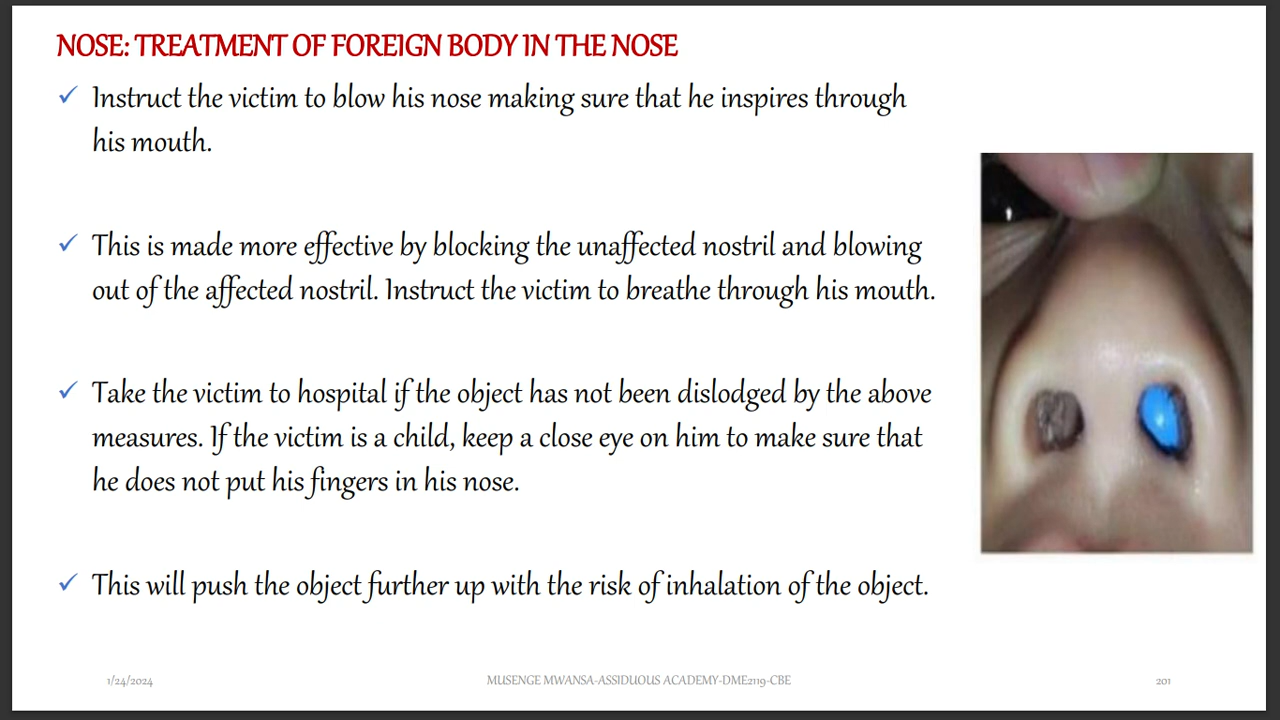 NOSE: TREATMENT OF FOREIGN BODY IN THE NOSE
✓ Instruct the victim to blow his nose making sure that he inspires through
his mouth.
✓ This is made more effective by blocking the unaffected nostril and blowing
out of the affected nostril. Instruct the victim to breathe through his mouth.
✓ Take the victim to hospital if the object has not been dislodged by the above
measures. If the victim is a child, keep a close eye on him to make sure that
he does not put his fingers in his nose.
✓ This will push the object further up with the risk of inhalation of the object.
1/24/2024 MUSENGE MWANSA-ASSIDUOUS ACADEMY-DME2119-CBE 201